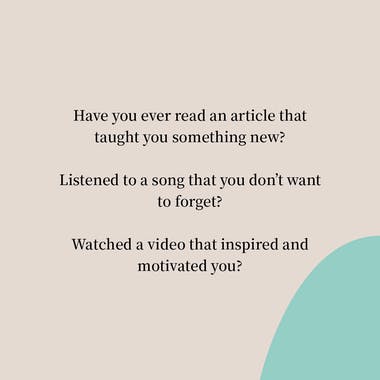 Have you ever read an article that
taught you something new?
Listened to a song that you don’t want
to forget?
Watched a video that inspired and
motivated you?